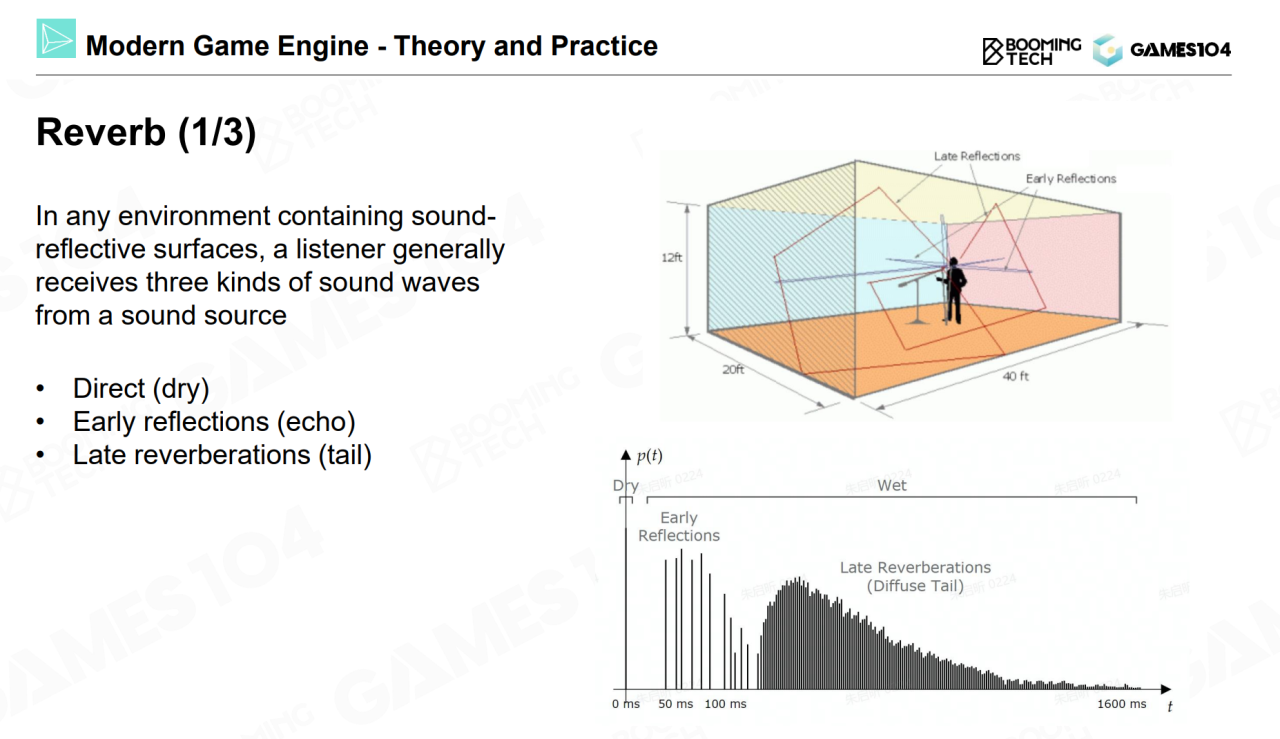 Modern Game Engine - Theory and Practice
BOOMING
TECH
GAMES104
Reverb (1/3)
In any environment containing sound-
reflective surfaces, a listener generally
receives three kinds of sound waves
from a sound source
• Direct (dry)
• Early reflections (echo)
• Late reverberations (tail)
Late Reflections
Early Reflections
12ft
20ft
40 ft
p(t)
Dry
Wet
Early
Reflections
Late Reverberations
(Diffuse Tail)
0 ms
50 ms
100 ms
1600 ms
t